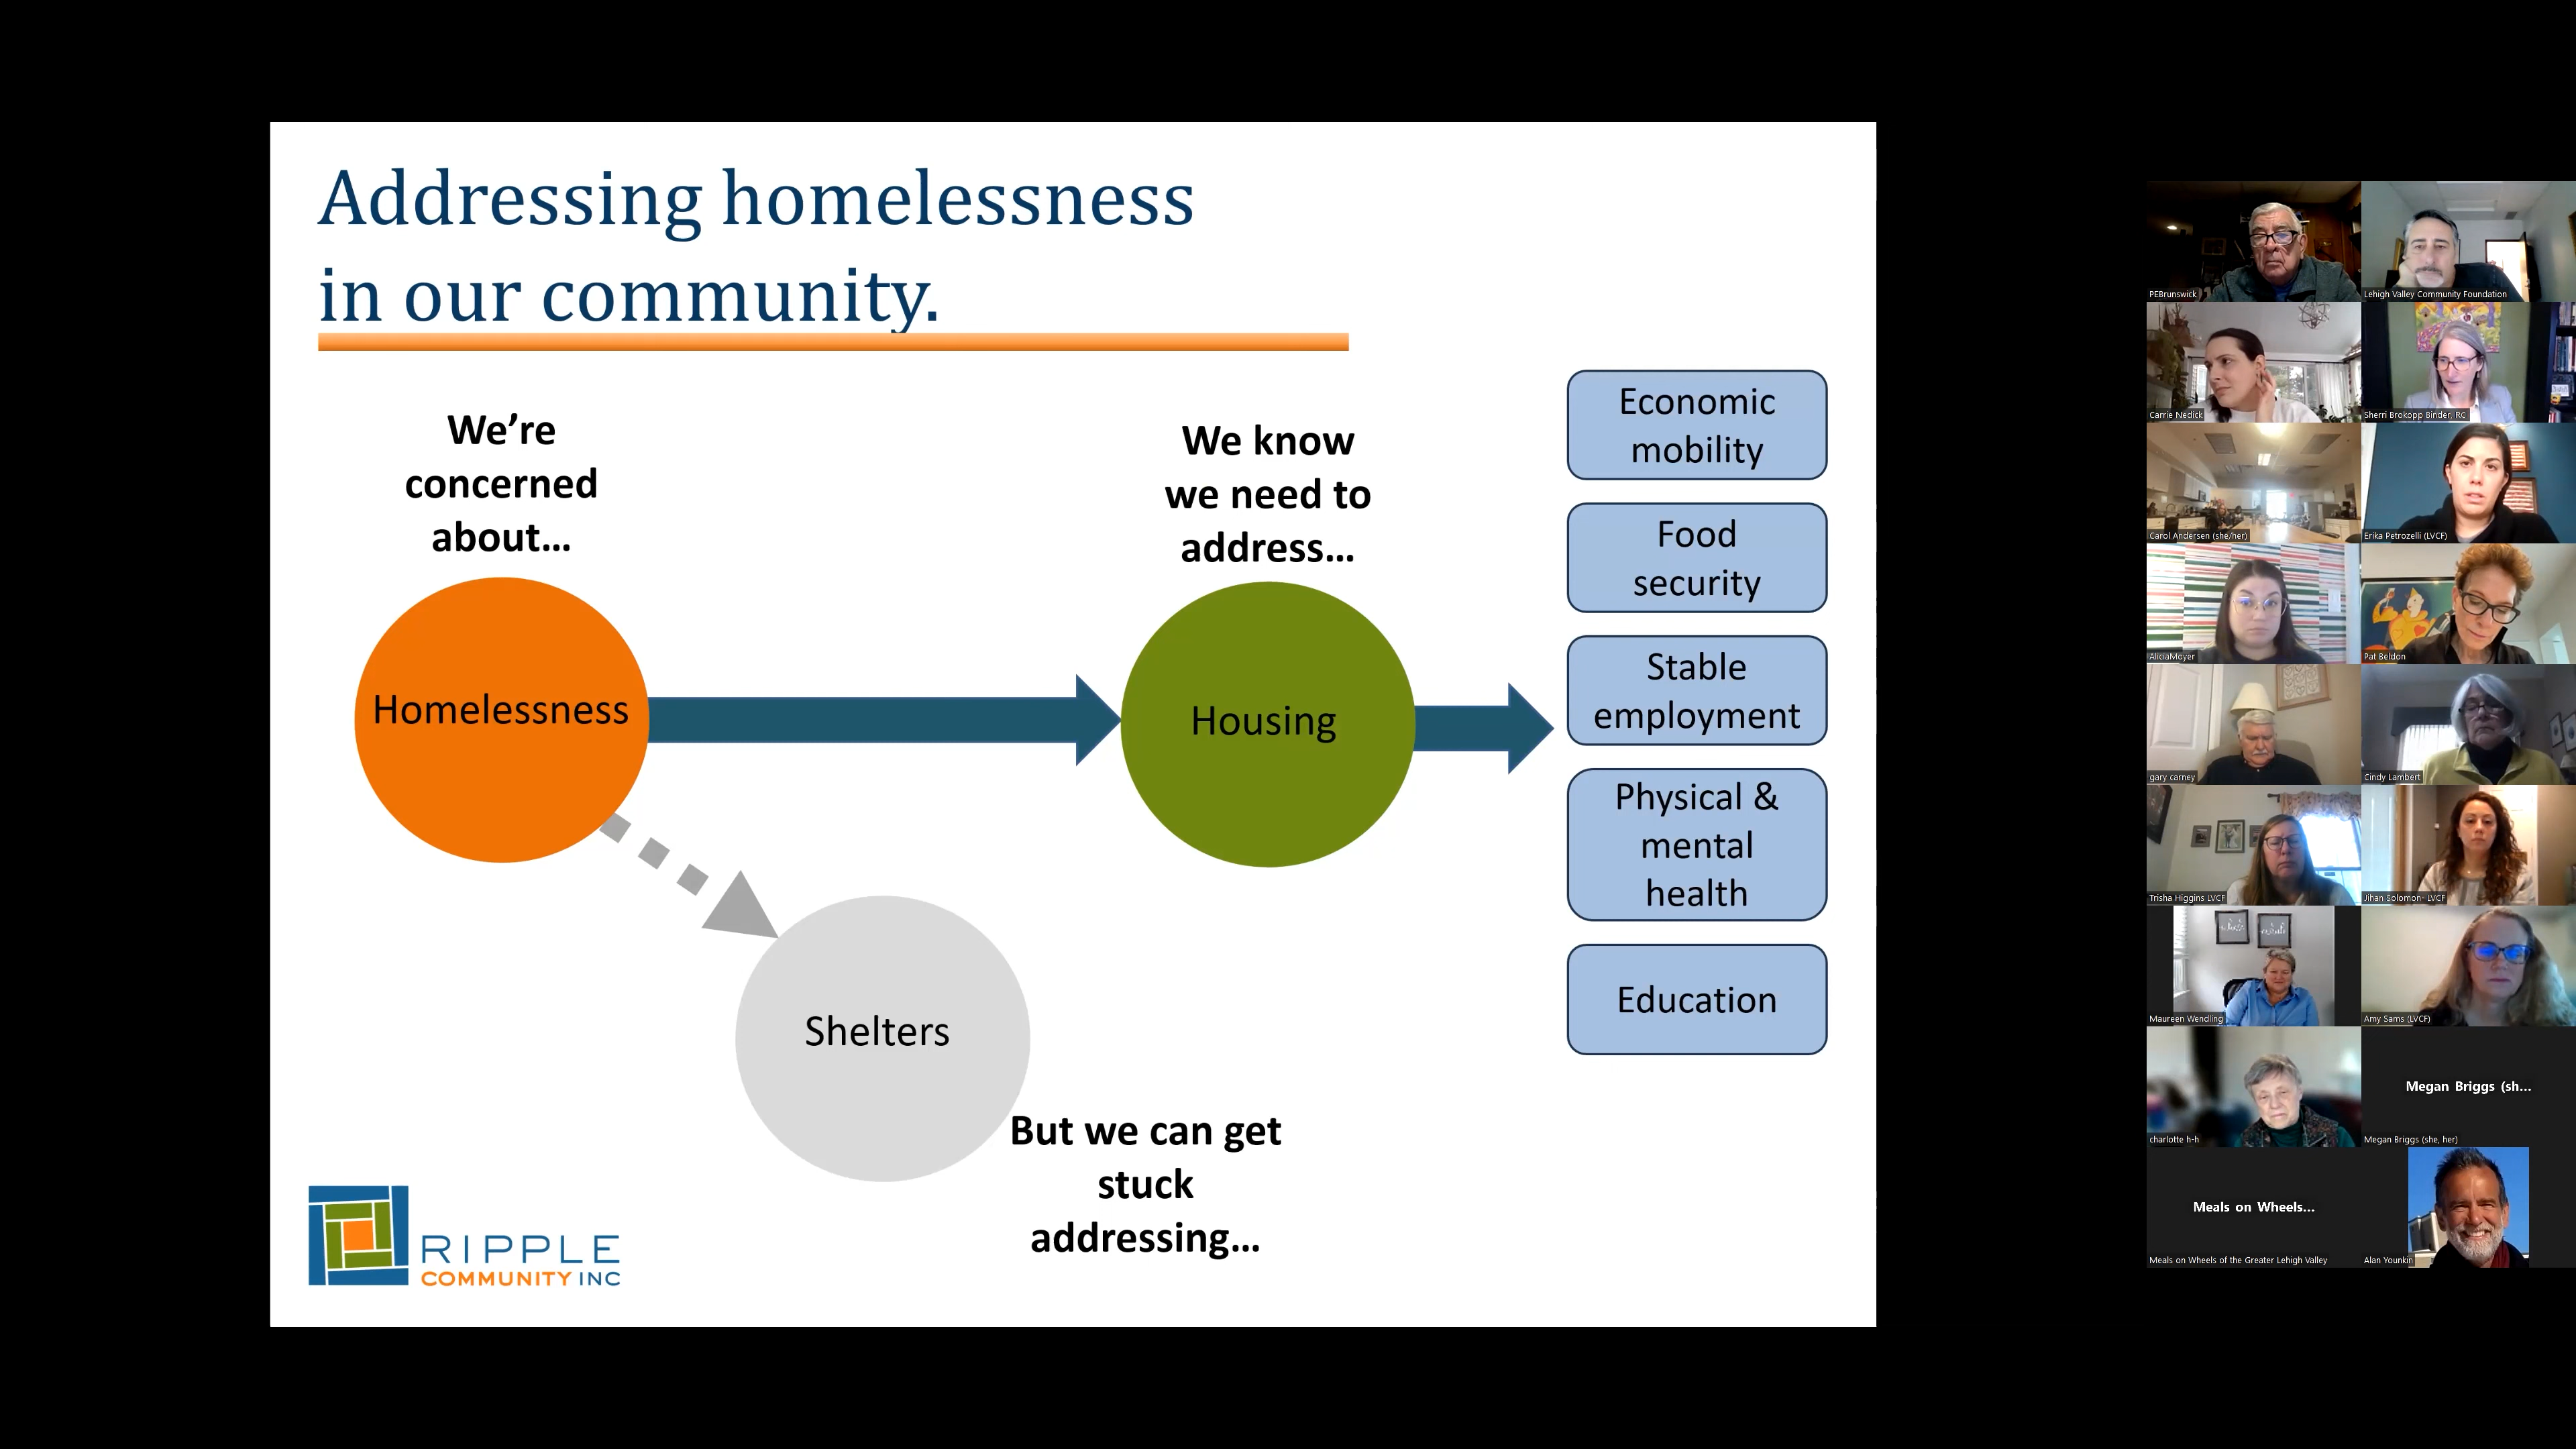 Addressing homelessness
in our community.
We're
concerned
about...
We know
we need to
address...
Homelessness
Housing
Shelters
But we can get
stuck
addressing...
Economic
mobility
Food
security
Stable
employment
Physical &
mental
health
Education
RIPPLE
COMMUNITY INC
PEBrunswick
Lehigh Valley Community Foundation
Carrie Nedick
Sherri Brokopp Binder, RCI
Carol Andersen (she/her)
Erika Petrozelli (LVCF)
AliciaMoyer
Pat Beldon
gary carney
Cindy Lambert
Trisha Higgins LVCF
Jihan Solomon- LVCF
Maureen Wendling
Amy Sams (LVCF)
charlotte h-h
Megan Briggs (sh...
Megan Briggs (she, her)
Meals on Wheels...
Meals on Wheels of the Greater Lehigh Valley
Alan Younkin